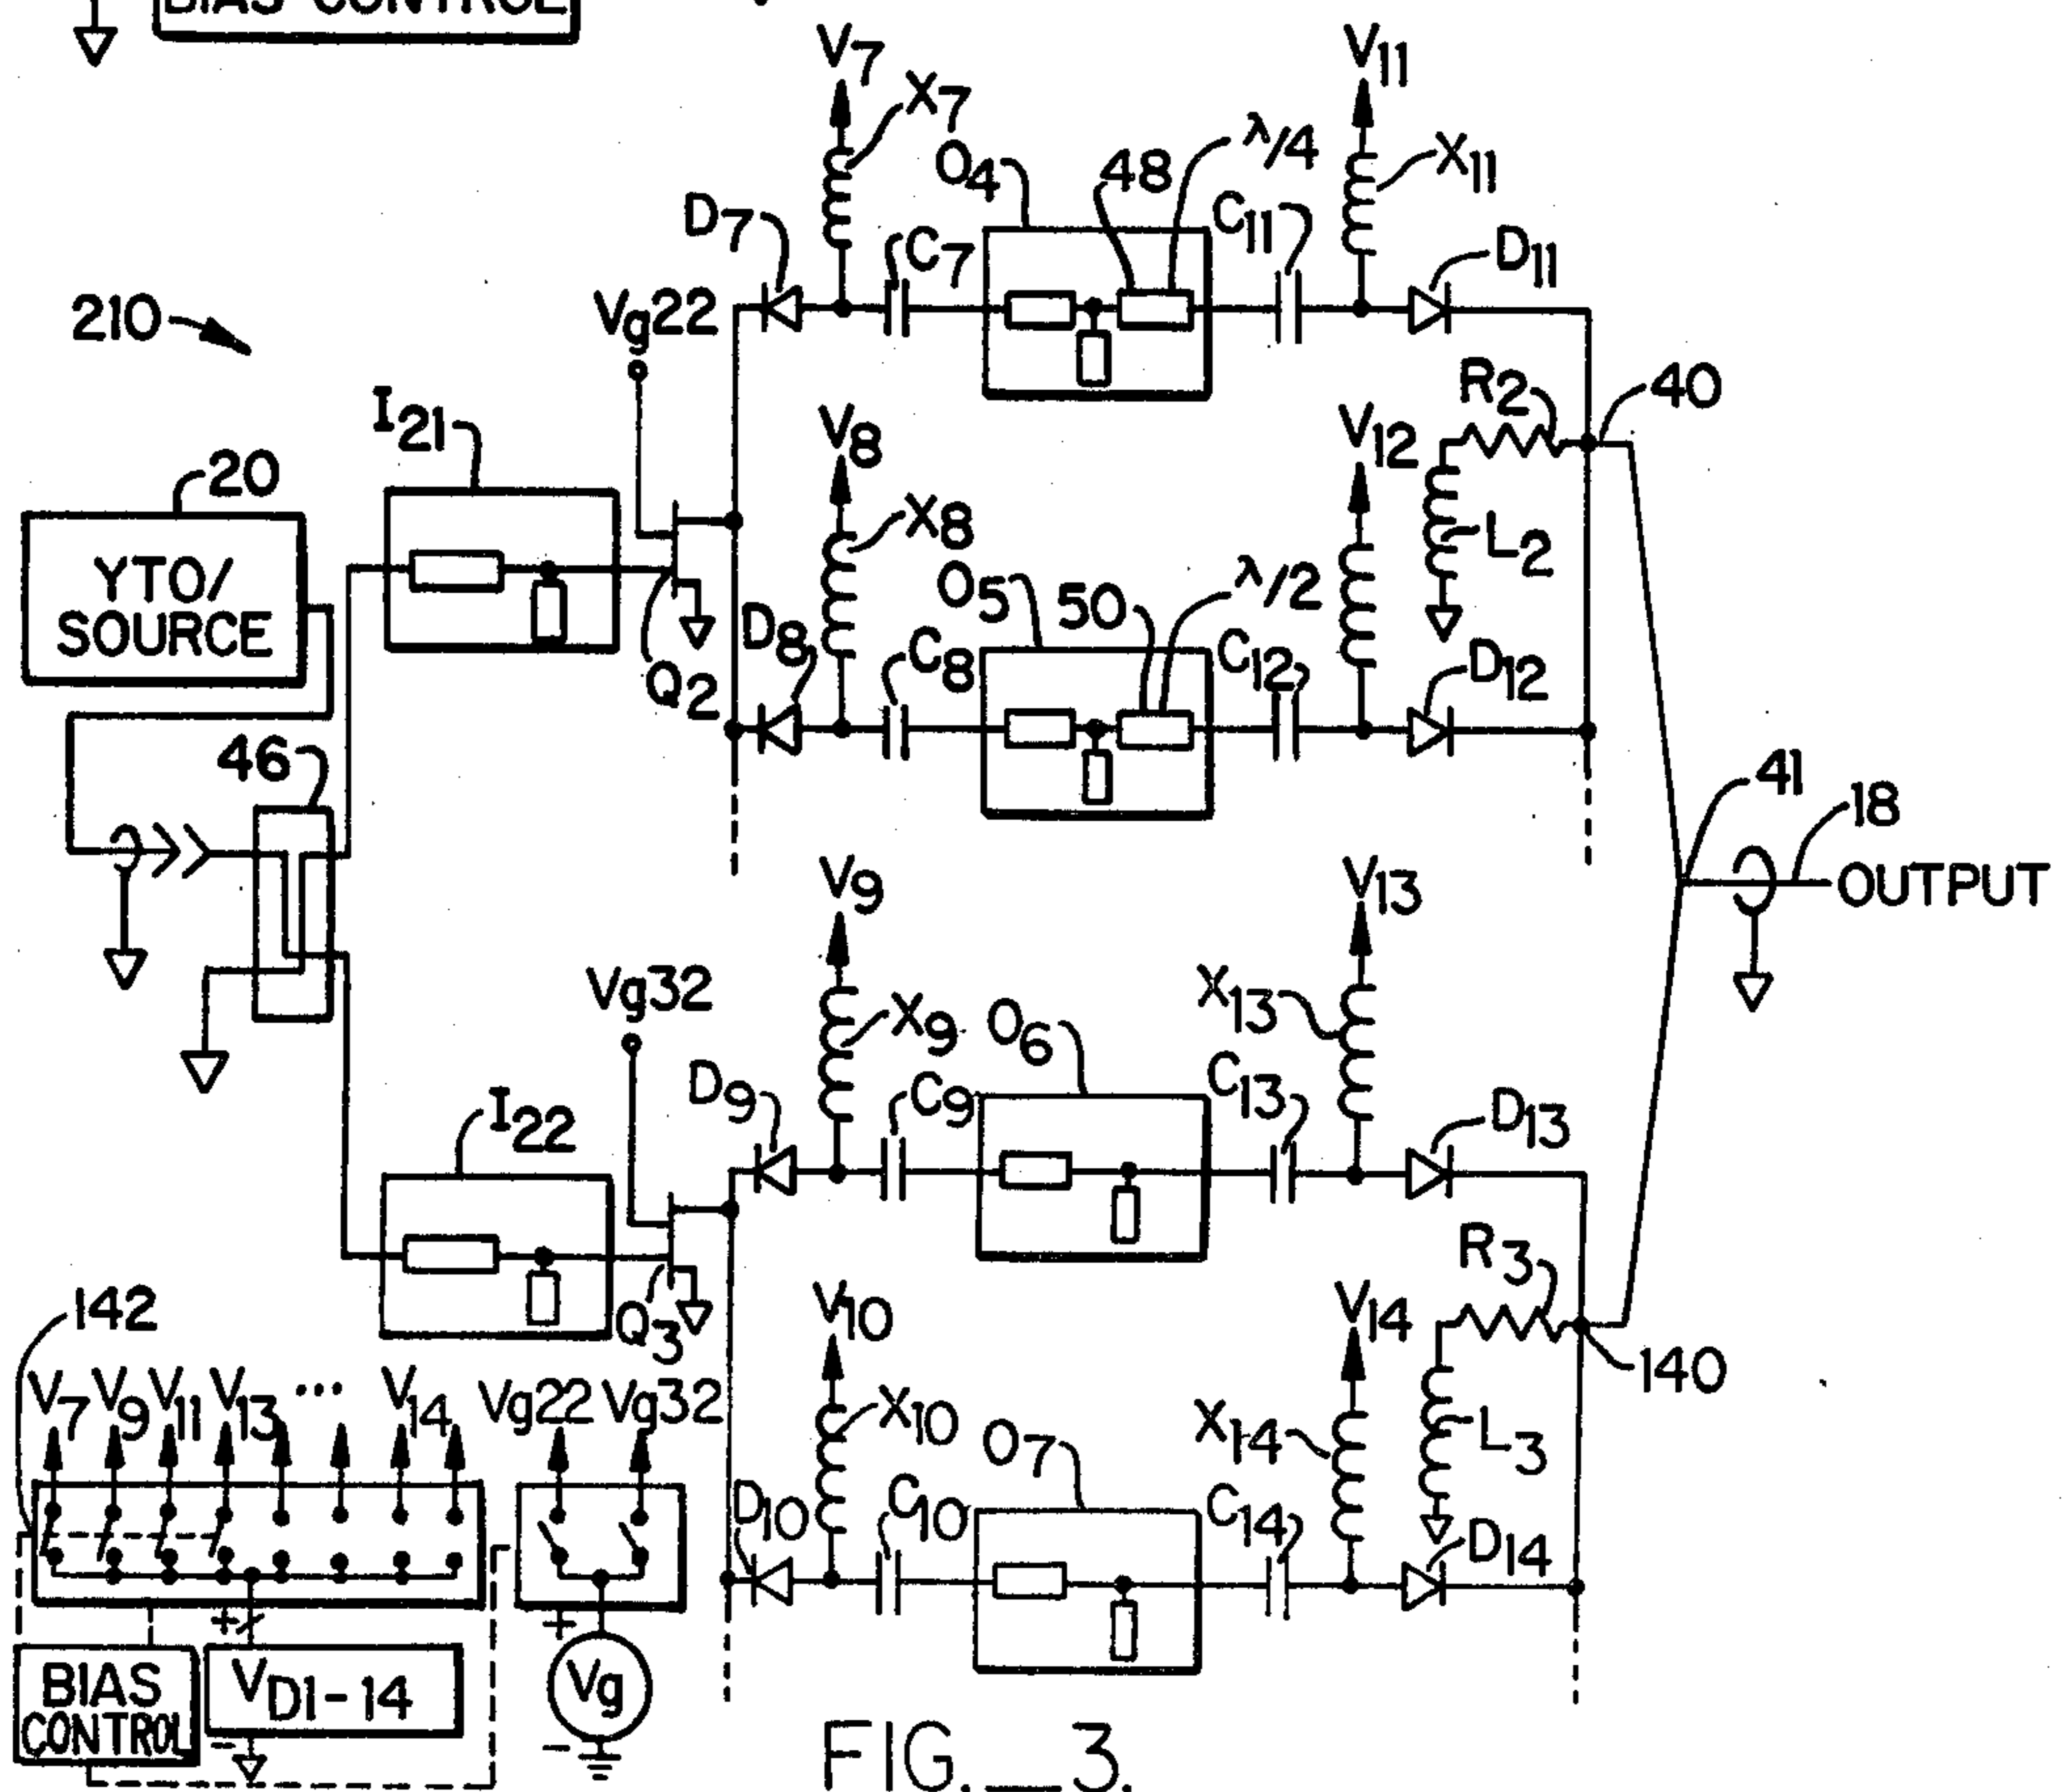 BIAS CONTROL
V7
V11
X7
X11
O4
48
λ/4
D7
C7
C11
D11
210
Vg22
I21
V8
V12
R2
40
20
X8
L2
YTO/
SOURCE
O5
50
λ/2
D8
C8
C12
D12
Q2
46
41
18
OUTPUT
V9
V13
Vg32
X9
O6
X13
D9
C9
C13
D13
I22
R3
142
Q3
V10
V14
140
V7 V9 V11 V13 ... V14 Vg22 Vg32
X10
O7
X14
L3
D10
C10
C14
D14
+
+
BIAS
CONTROL
VD1-14
Vg
-
-
FIG._3.